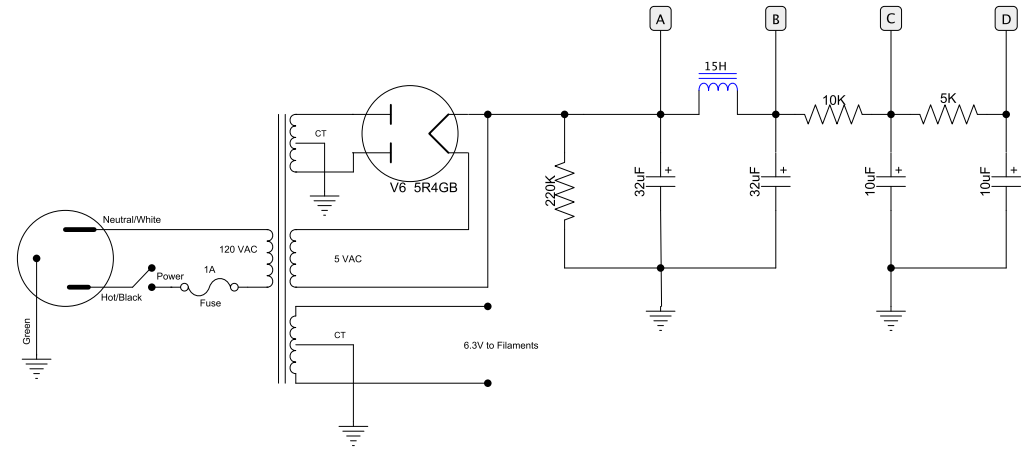 A
B
C
D
15H
10K
5K
CT
V6 5R4GB
220K
32uF
+
32uF
+
10uF
+
10uF
+
Neutral/White
120 VAC
5 VAC
1A
Power
Hot/Black
Fuse
Green
CT
6.3V to Filaments